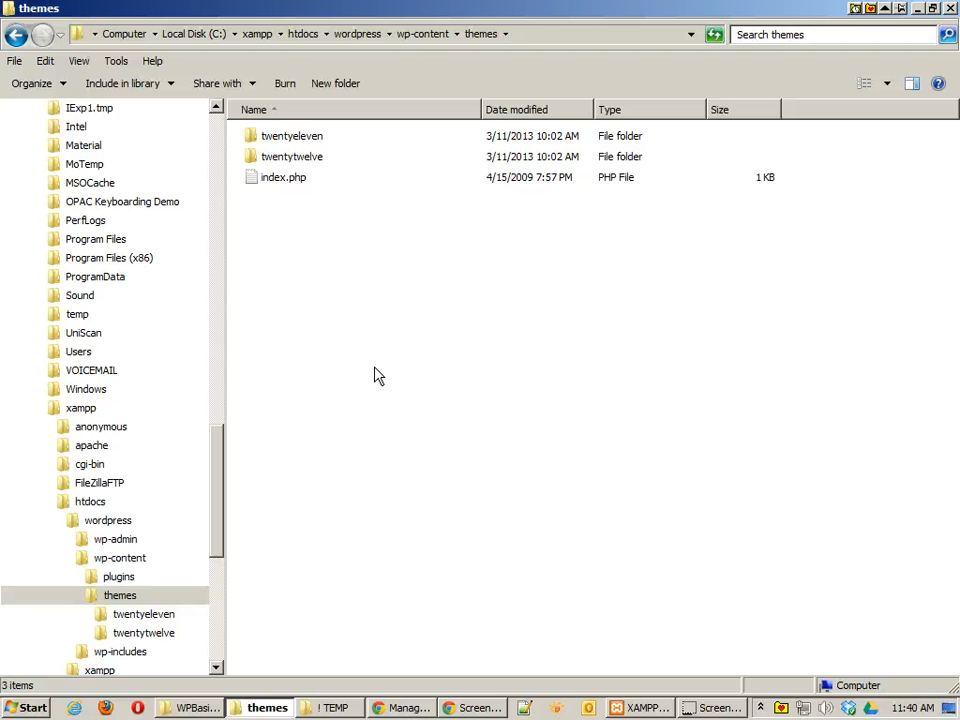 themes
Computer Local Disk (C:) xampp htdocs wordpress wp-content themes Search themes
File Edit View Tools Help
Organize Include in library Share with Burn New folder
Name Date modified Type Size
IExp1.tmp
Intel
Material
MoTemp
MSOCache
OPAC Keyboarding Demo
PerfLogs
Program Files
Program Files (x86)
ProgramData
Sound
temp
UniScan
Users
VOICEMAIL
Windows
xampp
anonymous
apache
cgi-bin
FileZillaFTP
htdocs
wordpress
wp-admin
wp-content
plugins
themes
twentyeleven
twentytwelve
wp-includes
xampp
twentyeleven 3/11/2013 10:02 AM File folder
twentytwelve 3/11/2013 10:02 AM File folder
index.php 4/15/2009 7:57 PM PHP File 1 KB
3 items Computer
Start WPBasi... themes ! TEMP Manag... Screen... XAMPP... Screen... 11:40 AM